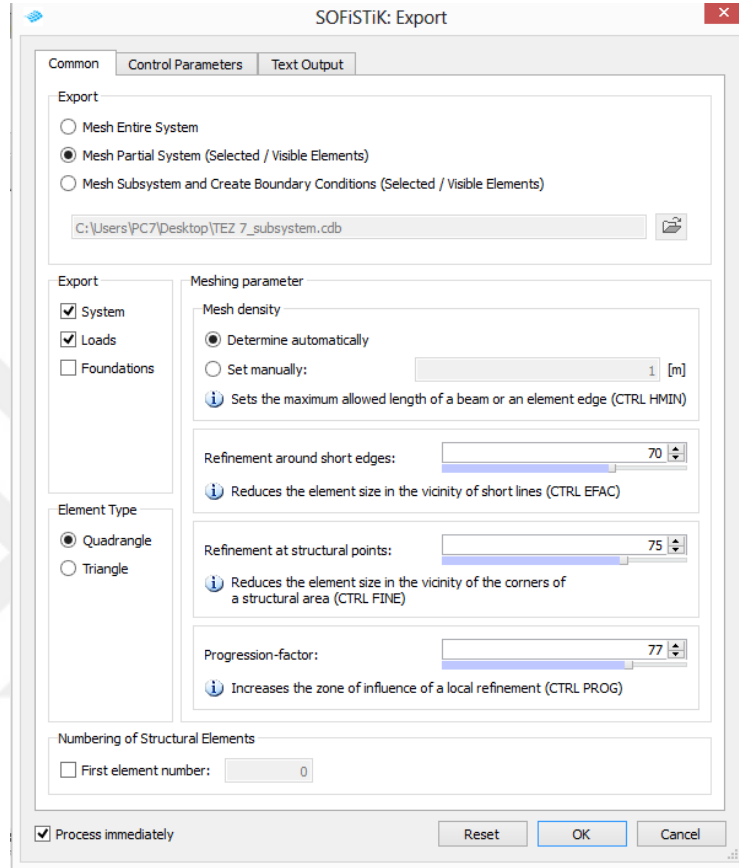 SOFiSTiK: Export
Common
Control Parameters
Text Output
Export
Mesh Entire System
Mesh Partial System (Selected / Visible Elements)
Mesh Subsystem and Create Boundary Conditions (Selected / Visible Elements)
C:\Users\PC7\Desktop\TEZ 7_subsystem.cdb
Export
System
Loads
Foundations
Element Type
Quadrangle
Triangle
Meshing parameter
Mesh density
Determine automatically
Set manually: 1 [m]
Sets the maximum allowed length of a beam or an element edge (CTRL HMIN)
Refinement around short edges: 70
Reduces the element size in the vicinity of short lines (CTRL EFAC)
Refinement at structural points: 75
Reduces the element size in the vicinity of the corners of
a structural area (CTRL FINE)
Progression-factor: 77
Increases the zone of influence of a local refinement (CTRL PROG)
Numbering of Structural Elements
First element number: 0
Process immediately
Reset
OK
Cancel